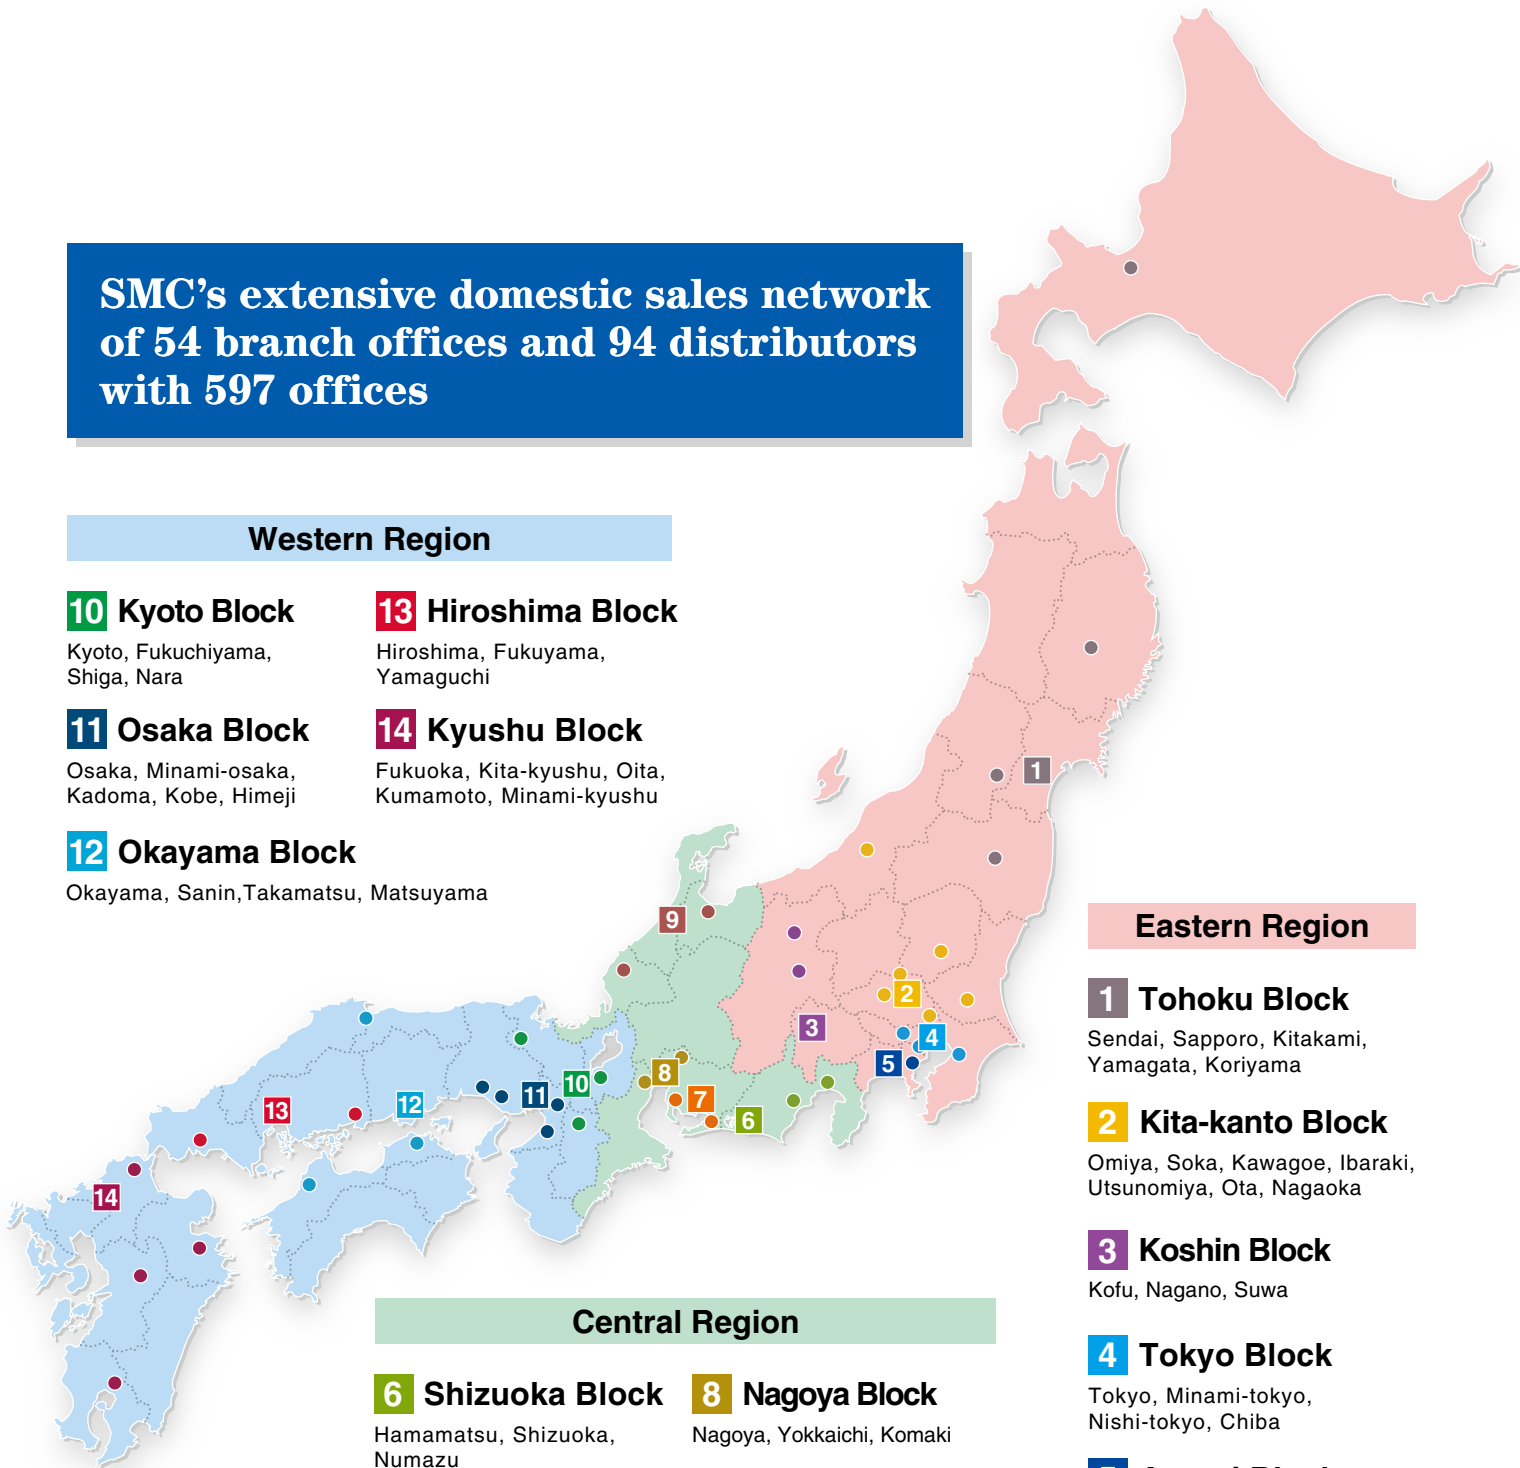 SMC's extensive domestic sales network
of 54 branch offices and 94 distributors
with 597 offices
Western Region
10 Kyoto Block
Kyoto, Fukuchiyama,
Shiga, Nara
11 Osaka Block
Osaka, Minami-osaka,
Kadoma, Kobe, Himeji
12 Okayama Block
Okayama, Sanin,Takamatsu, Matsuyama
13 Hiroshima Block
Hiroshima, Fukuyama,
Yamaguchi
14 Kyushu Block
Fukuoka, Kita-kyushu, Oita,
Kumamoto, Minami-kyushu
1
9
2
3
4
5
8
10
11
7
12
13
6
14
Eastern Region
1 Tohoku Block
Sendai, Sapporo, Kitakami,
Yamagata, Koriyama
2 Kita-kanto Block
Omiya, Soka, Kawagoe, Ibaraki,
Utsunomiya, Ota, Nagaoka
3 Koshin Block
Kofu, Nagano, Suwa
4 Tokyo Block
Tokyo, Minami-tokyo,
Nishi-tokyo, Chiba
Central Region
6 Shizuoka Block
Hamamatsu, Shizuoka,
Numazu
8 Nagoya Block
Nagoya, Yokkaichi, Komaki